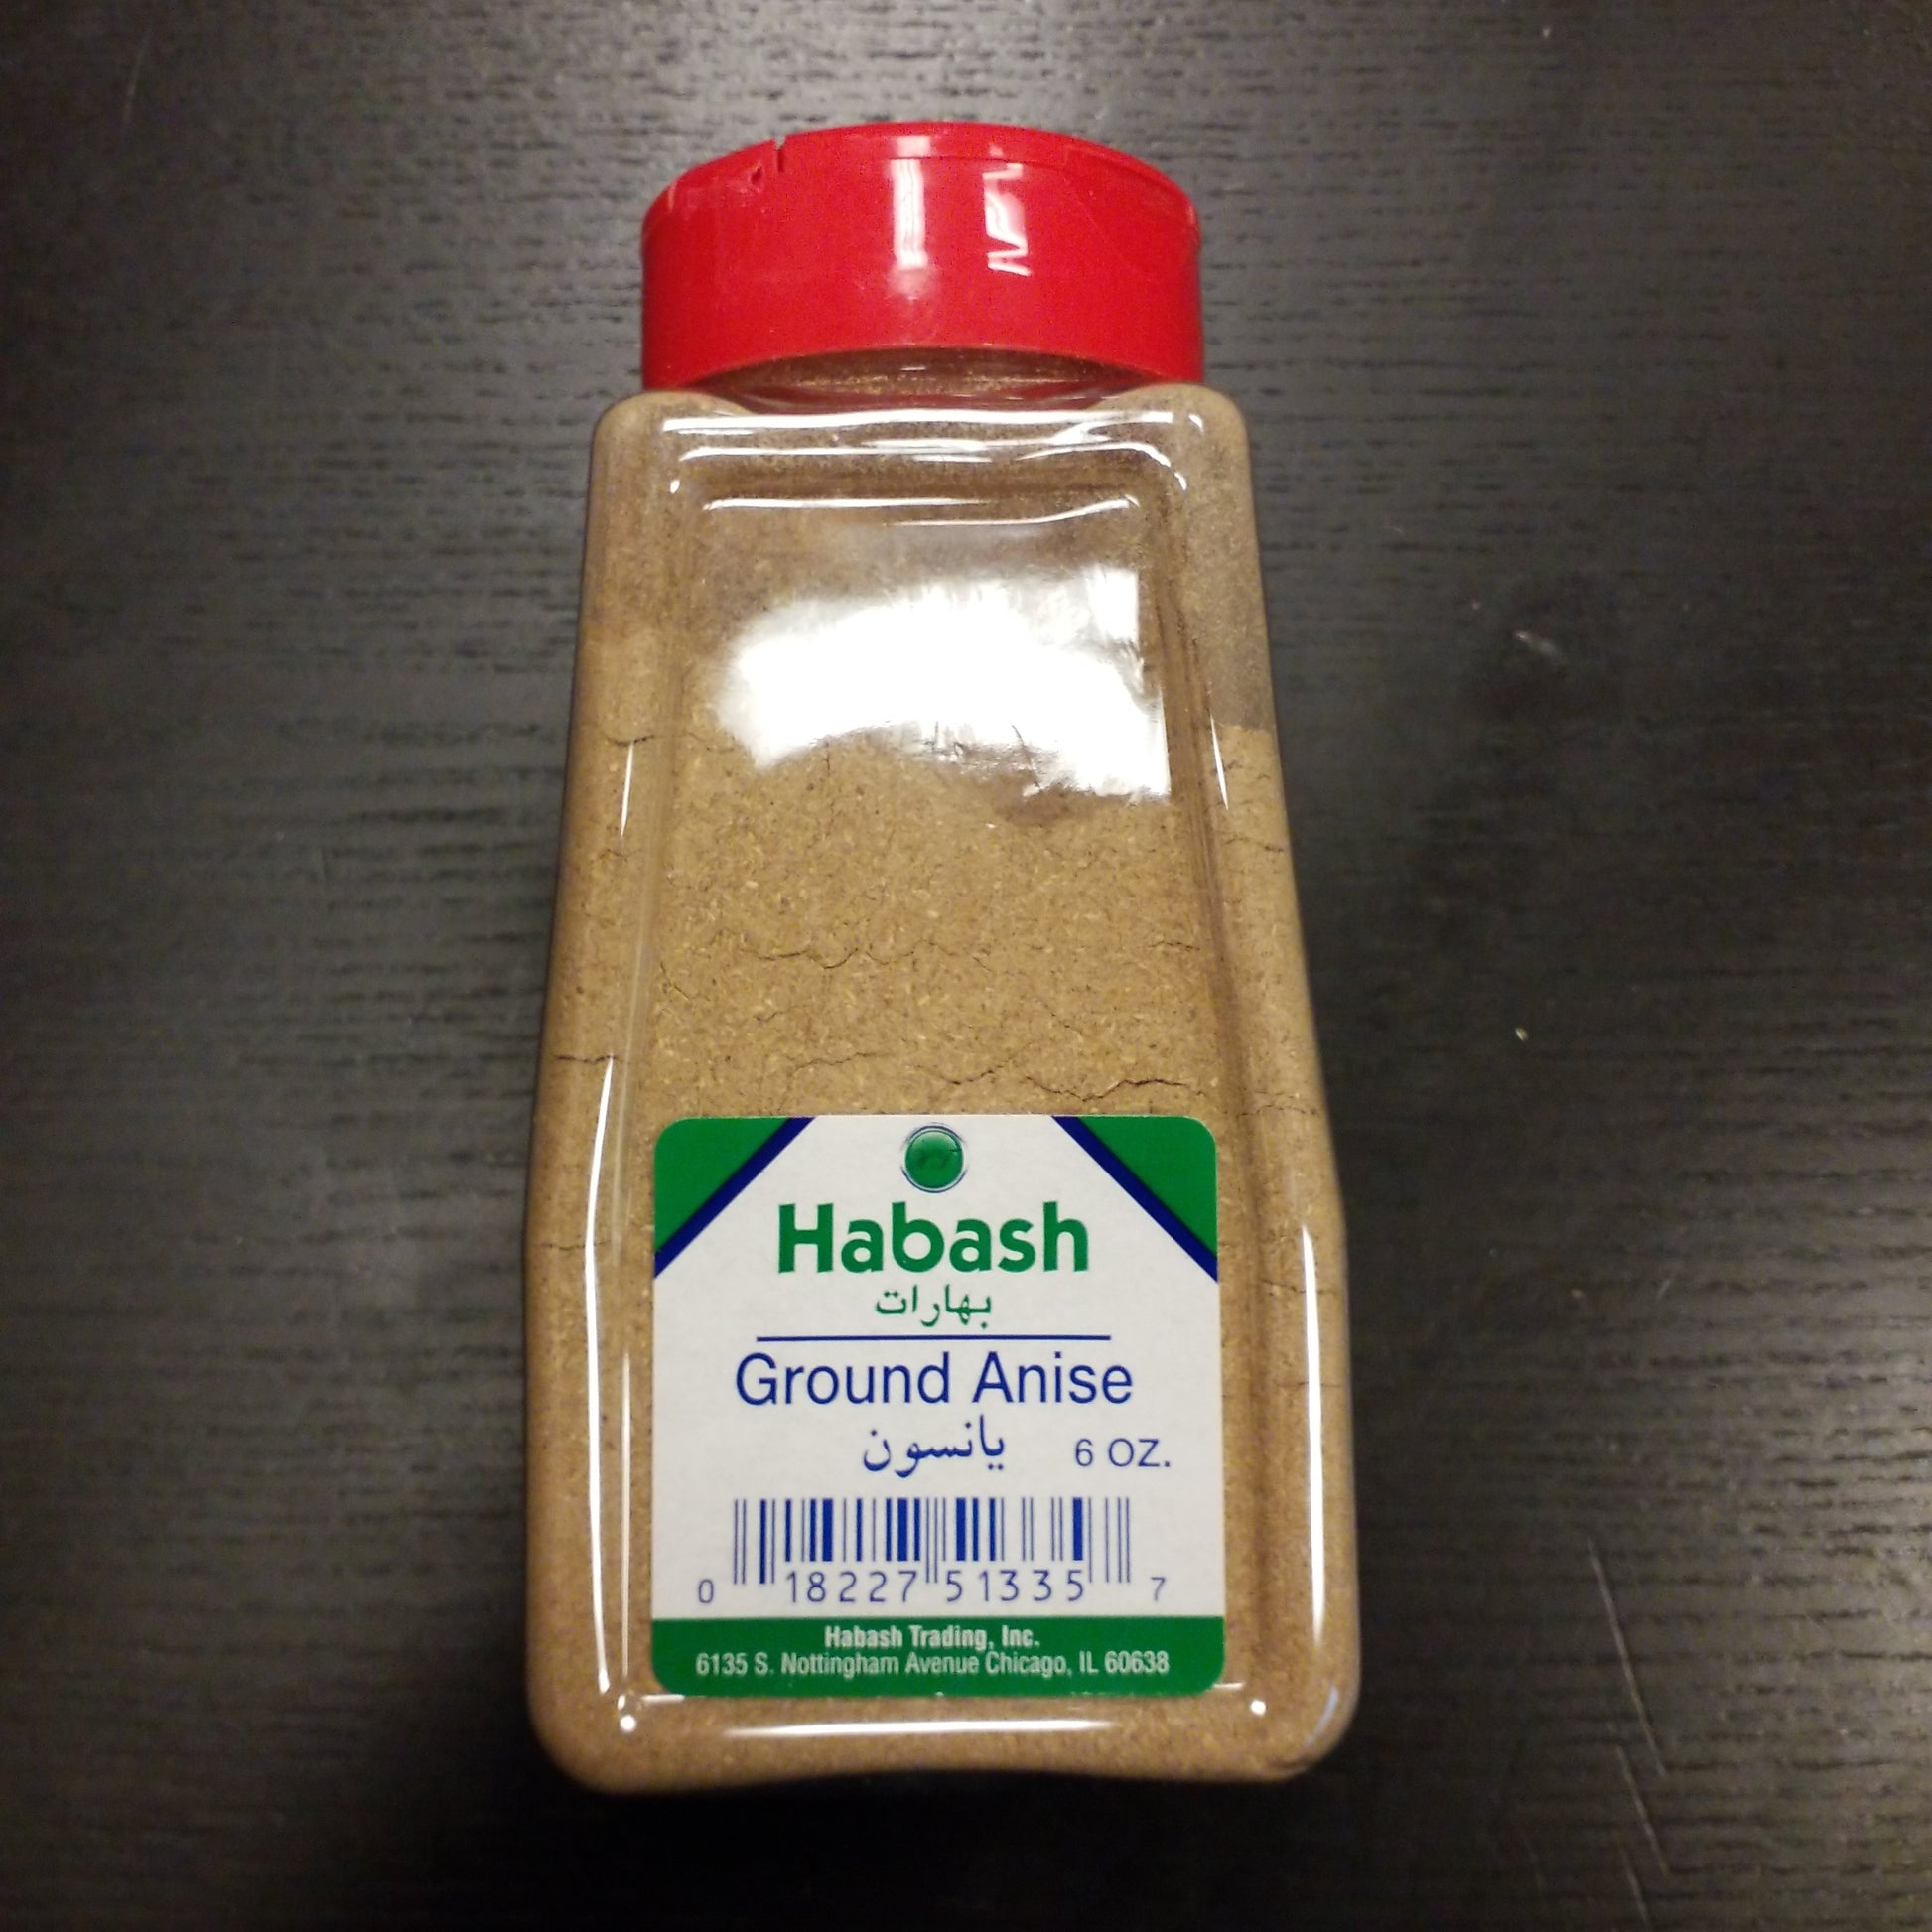 Habash
بهارات
Ground Anise
يانسون 6 OZ.
0 18227 51335 7
Habash Trading, Inc.
6135 S. Nottingham Avenue Chicago, IL 60638